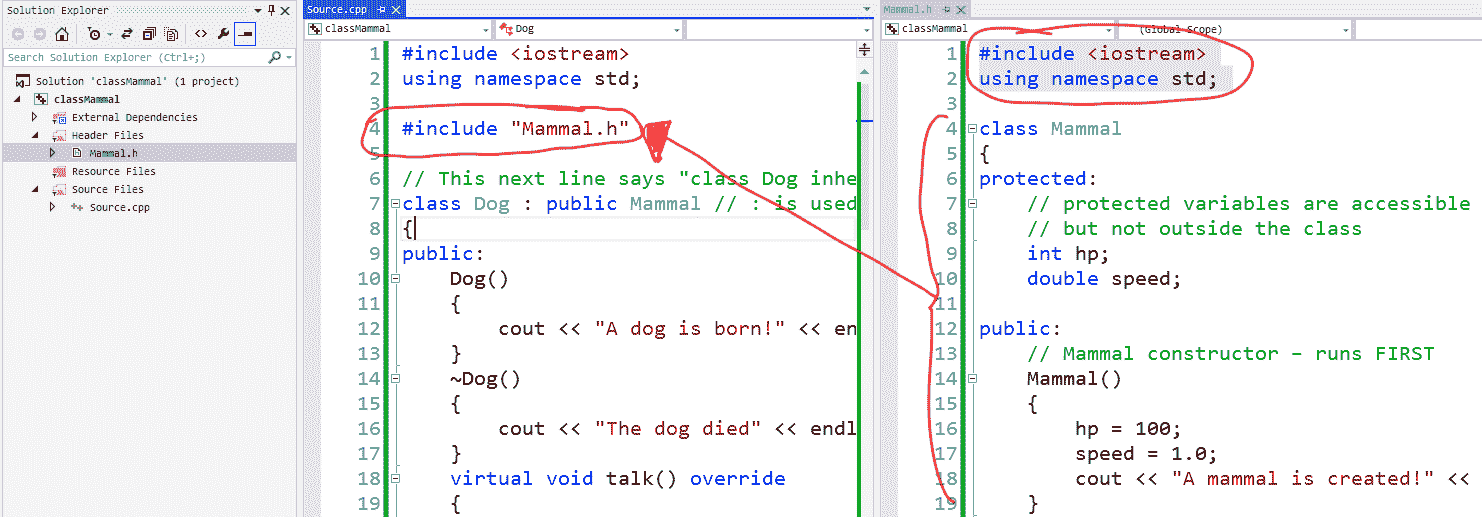 Solution Explorer
Search Solution Explorer (Ctrl+;)
Solution 'classMammal' (1 project)
classMammal
External Dependencies
Header Files
Mammal.h
Resource Files
Source Files
Source.cpp
Source.cpp
classMammal
Dog
1 #include <iostream>
2 using namespace std;
3
4 #include "Mammal.h"
5
6 // This next line says "class Dog inhe
7 class Dog : public Mammal // : is used
8 {
9 public:
10 Dog()
11 {
12 cout << "A dog is born!" << en
13 }
14 ~Dog()
15 {
16 cout << "The dog died" << endl
17 }
18 virtual void talk() override
19 {
Mammal.h
classMammal
(Global Scope)
1 #include <iostream>
2 using namespace std;
3
4 class Mammal
5 {
6 protected:
7 // protected variables are accessible
8 // but not outside the class
9 int hp;
10 double speed;
11
12 public:
13 // Mammal constructor – runs FIRST
14 Mammal()
15 {
16 hp = 100;
17 speed = 1.0;
18 cout << "A mammal is created!" <<
19 }